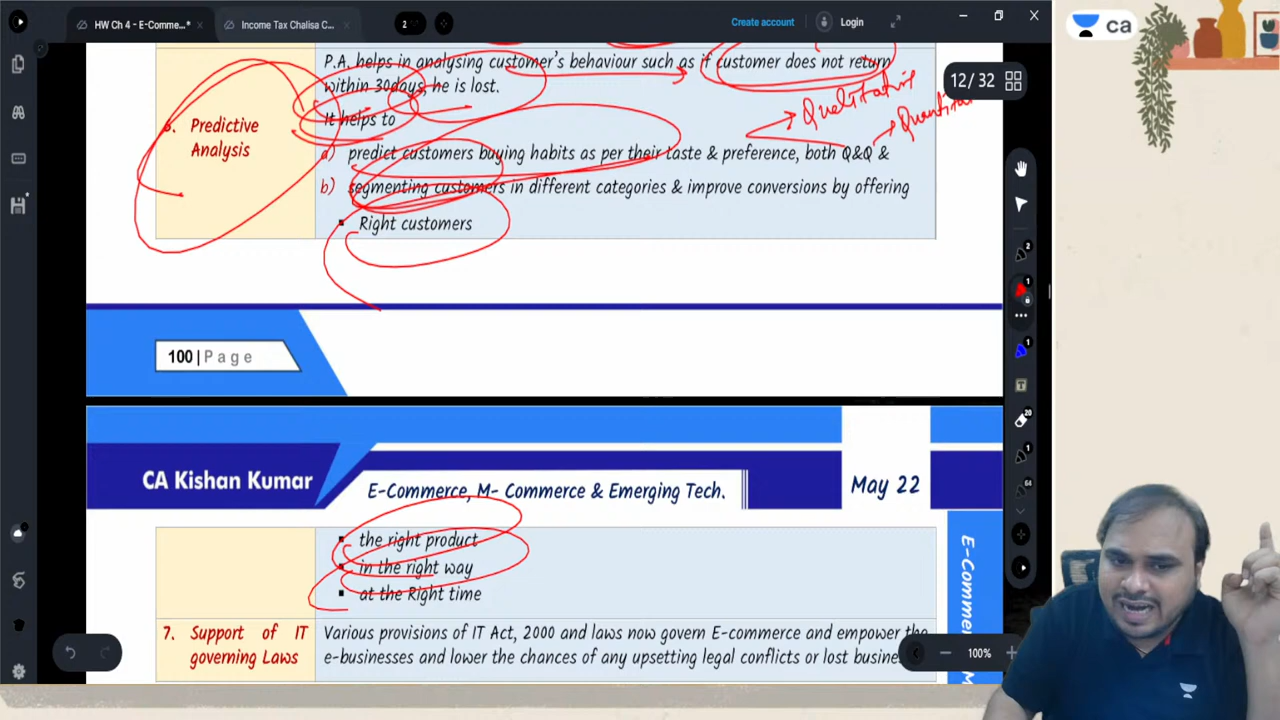 HW Ch 4 - E-Comme...*
Income Tax Chalisa C...
2
Create account
Login
ca
12/32
P.A. helps in analysing customer's behaviour such as if customer does not return
within 30days, he is lost.
It helps to
Qualitative
6. Predictive
Analysis
a) predict customers buying habits as per their taste & preference, both Q&Q &
b) segmenting customers in different categories & improve conversions by offering
Right customers
100 | Page
CA Kishan Kumar
E-Commerce, M- Commerce & Emerging Tech.
May 22
the right product
in the right way
at the Right time
7. Support of IT
governing Laws
Various provisions of IT Act, 2000 and laws now govern E-commerce and empower the
e-businesses and lower the chances of any upsetting legal conflicts or lost
100%